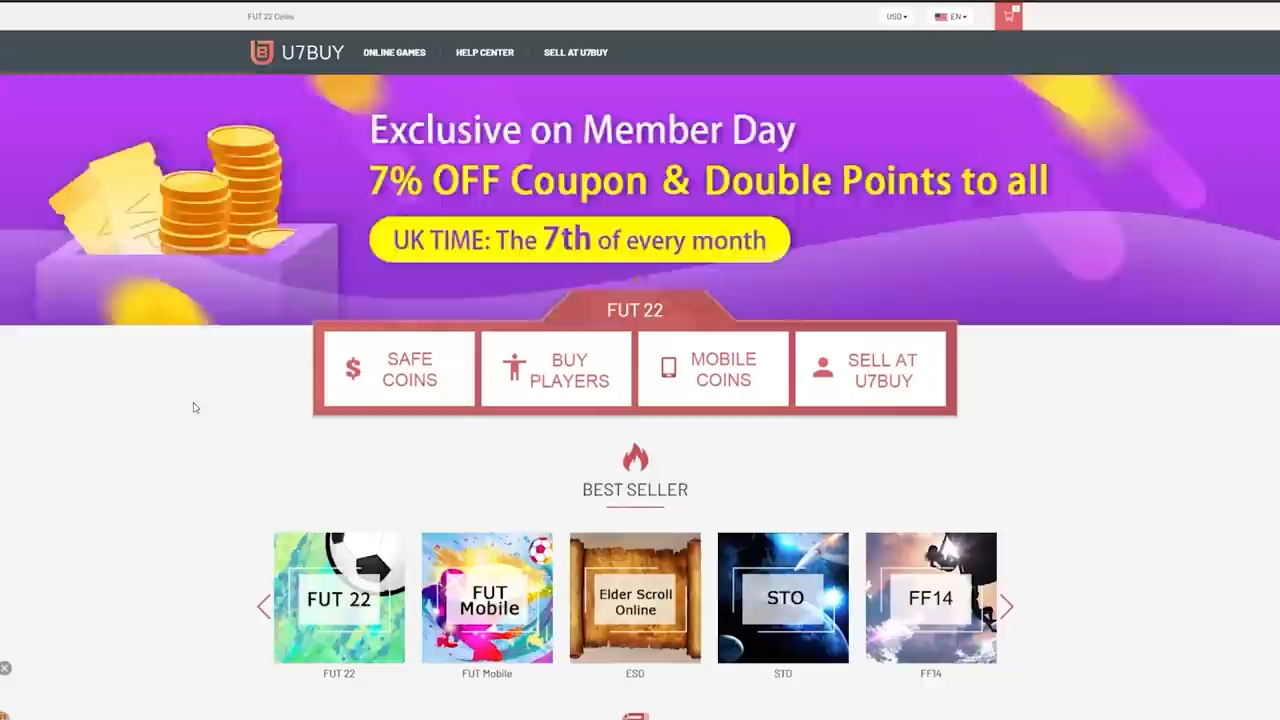 FUT 22 Coins
USD
EN
U7BUY
ONLINE GAMES
HELP CENTER
SELL AT U7BUY
Exclusive on Member Day
7% OFF Coupon & Double Points to all
UK TIME: The 7th of every month
FUT 22
SAFE
COINS
BUY
PLAYERS
MOBILE
COINS
SELL AT
U7BUY
BEST SELLER
FUT 22
FUT
Mobile
Elder Scroll
Online
STO
FF14
FUT 22
FUT Mobile
ESO
STO
FF14